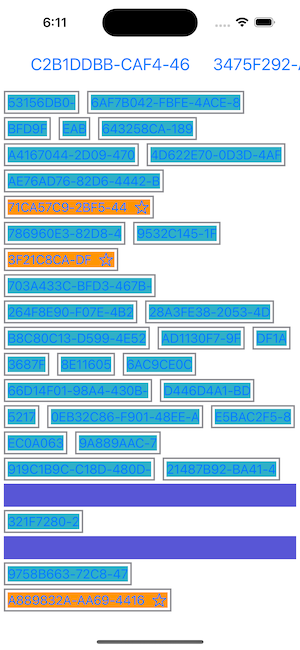 6:11
C2B1DDBB-CAF4-46 3475F292-
53156DB0- 6AF7B042-FBFE-4ACE-8
BFD9F EAB 643258CA-189
A4167044-2D09-470 4D622E70-0D3D-4AF
AE76AD76-82D6-4442-B
71CA57C9-2BF5-44
786960E3-82D8-4 9532C145-1F
3F21C8CA-DF
703A433C-BFD3-467B-
264F8E90-F07E-4B2 28A3FE38-2053-4D
B8C80C13-D599-4E52 AD1130F7-9F DF1A
3687F 8E11605 6AC9CE0C
66D14F01-98A4-430B- D446D4A1-BD
5217 0EB32C86-F901-48EE-A E5BAC2F5-8
EC0A063 9A889AAC-7
919C1B9C-C18D-480D- 21487B92-BA41-4
321F7280-2
9758B663-72C8-47
A889832A-AA69-4416